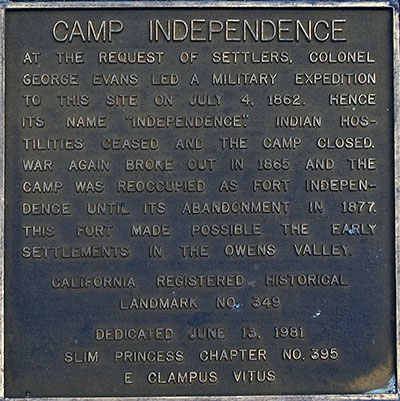 CAMP INDEPENDENCE
AT THE REQUEST OF SETTLERS, COLONEL
GEORGE EVANS LED A MILITARY EXPEDITION
TO THIS SITE ON JULY 4, 1862. HENCE
ITS NAME "INDEPENDENCE." INDIAN HOS-
TILITIES CEASED AND THE CAMP CLOSED.
WAR AGAIN BROKE OUT IN 1865 AND THE
CAMP WAS REOCCUPIED AS FORT INDEPEN-
DENCE UNTIL ITS ABANDONMENT IN 1877.
THIS FORT MADE POSSIBLE THE EARLY
SETTLEMENTS IN THE OWENS VALLEY.
CALIFORNIA REGISTERED HISTORICAL
LANDMARK NO. 349
DEDICATED JUNE 13, 1981
SLIM PRINCESS CHAPTER NO. 395
E CLAMPUS VITUS